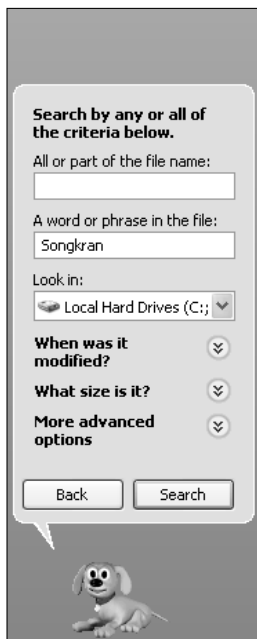 Search by any or all of
the criteria below.
All or part of the file name:
A word or phrase in the file:
Songkran
Look in:
Local Hard Drives (C:;
When was it
modified?
What size is it?
More advanced
options
Back
Search